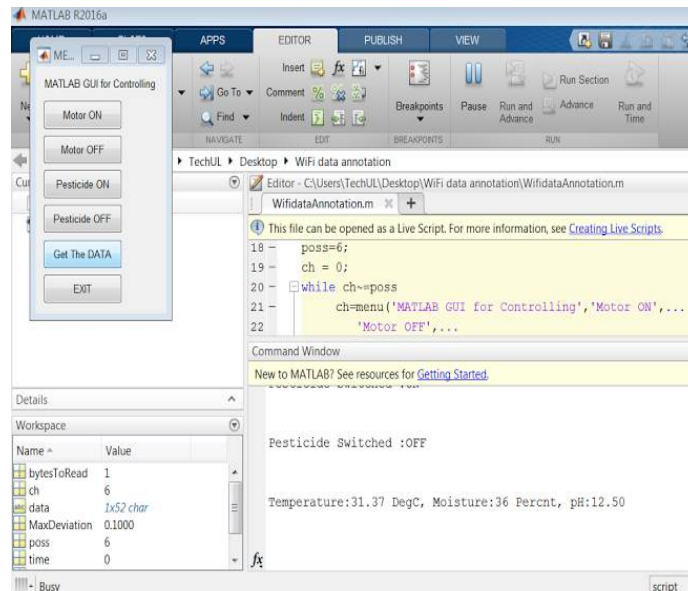 MATLAB R2016a
APPS EDITOR PUBLISH VIEW
ME...
MATLAB GUI for Controlling
Motor ON
Motor OFF
Pesticide ON
Pesticide OFF
Get The DATA
EXIT
Go To
Find
NAVIGATE
Insert fx
Comment %
Indent
EDIT
Breakpoints
BREAKPOINTS
Pause
Run and Advance
Run Section
Advance
Run and Time
RUN
TechUL Desktop WiFi data annotation
Editor - C:\Users\TechUL\Desktop\WiFi data annotation\WifidataAnnotation.m
WifidataAnnotation.m
This file can be opened as a Live Script. For more information, see Creating Live Scripts.
18 - poss=6;
19 - ch = 0;
20 - while ch~=poss
21 - ch=menu('MATLAB GUI for Controlling','Motor ON',...
22 'Motor OFF',...
Command Window
New to MATLAB? See resources for Getting Started.
Pesticide Switched :OFF
Temperature:31.37 DegC, Moisture:36 Percnt, pH:12.50
fx
Details
Workspace
Name Value
bytesToRead 1
ch 6
data 1x52 char
MaxDeviation 0.1000
poss 6
time 0
Busy
script